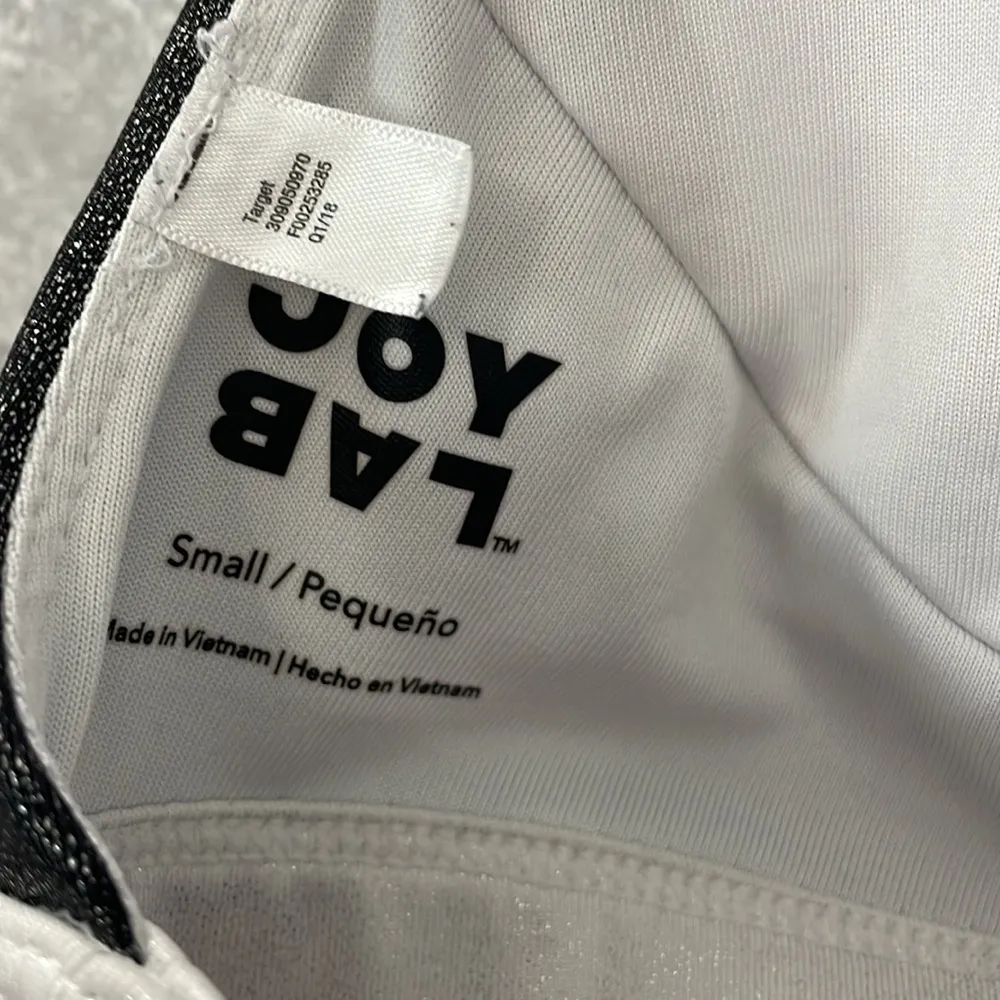 Target
309050970
F00253285
Q1/18
JOY
LAB™
Small / Pequeño
Made in Vietnam | Hecho en Vietnam